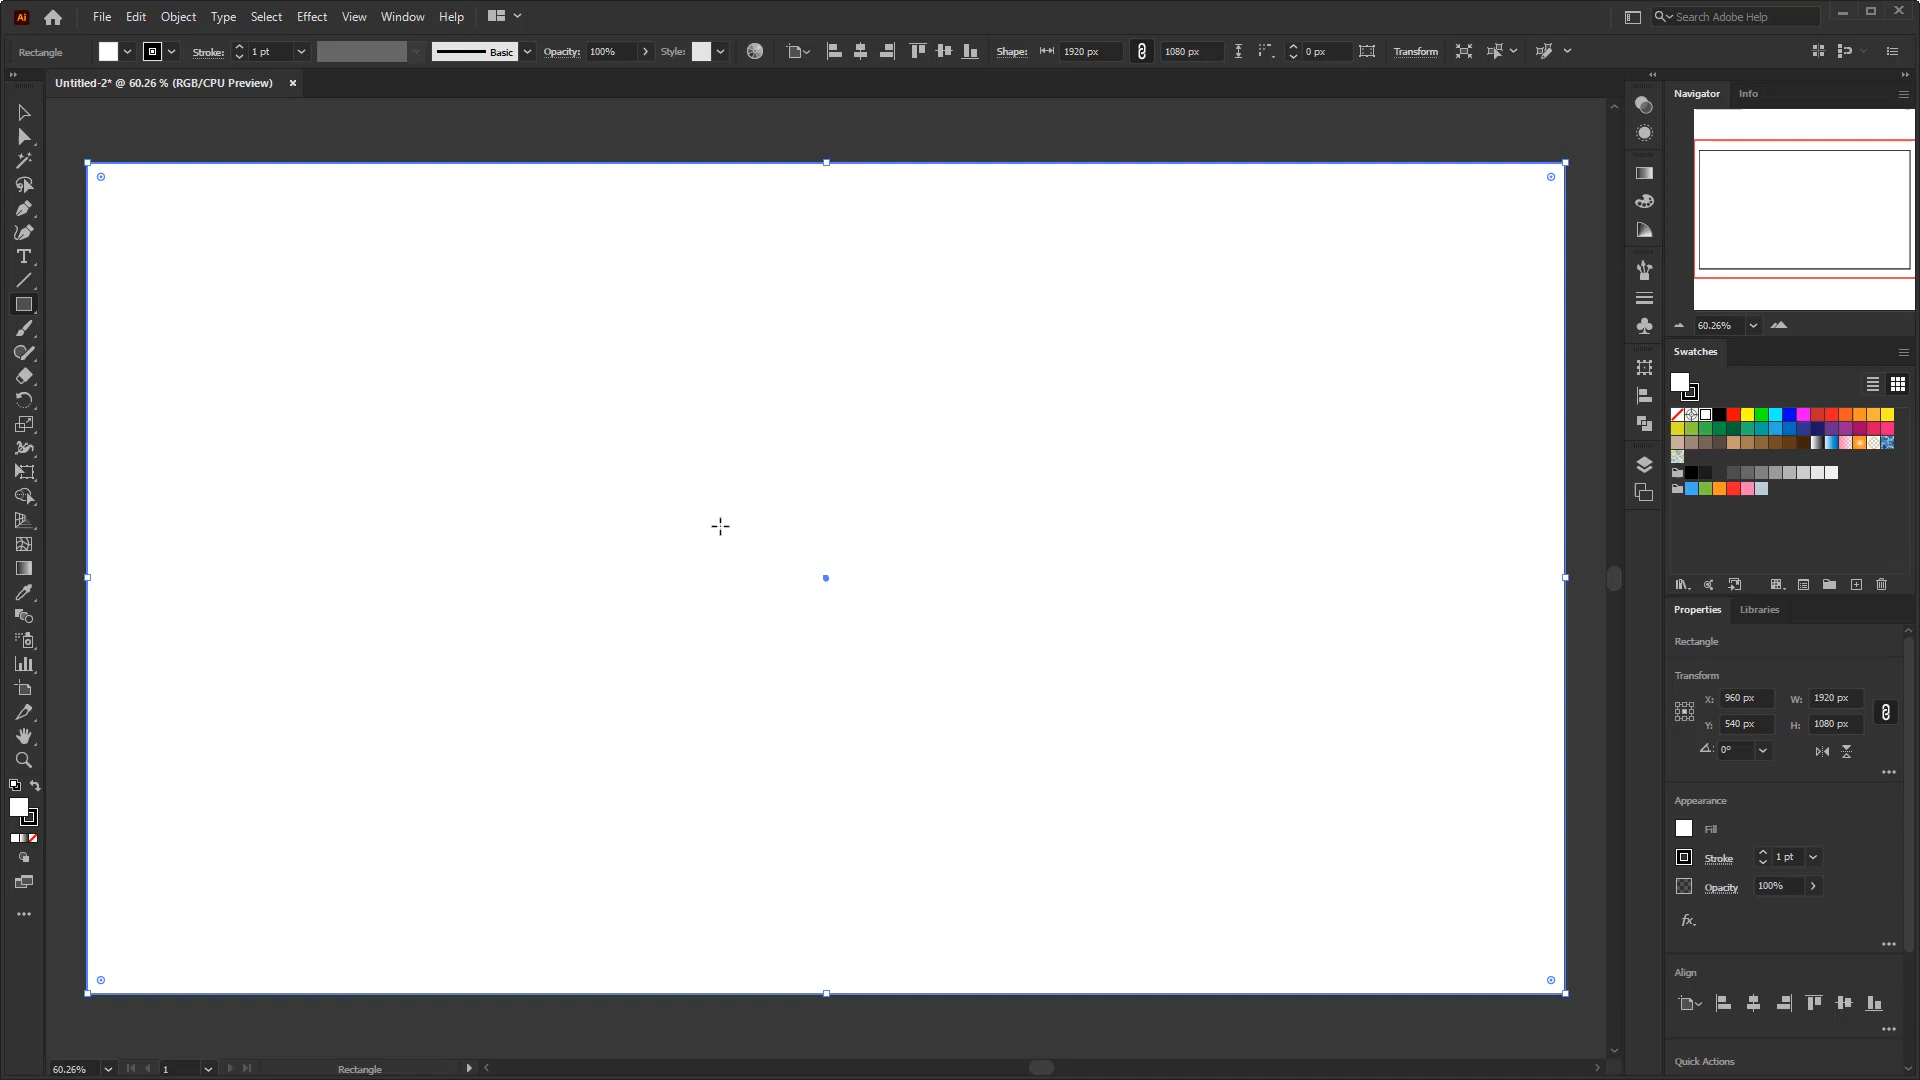 Ai File Edit Object Type Select Effect View Window Help Search Adobe Help
Rectangle Stroke: 1 pt Basic Opacity: 100% Style: Shape: 1920 px 1080 px 0 px Transform
Untitled-2* @ 60.26 % (RGB/CPU Preview) ×
Navigator Info
60.26%
Swatches
Properties Libraries
Rectangle
Transform
X: 960 px W: 1920 px
Y: 540 px H: 1080 px
0°
Appearance
Fill
Stroke 1 pt
Opacity 100%
fx.
Align
Quick Actions
60.26% 1 Rectangle